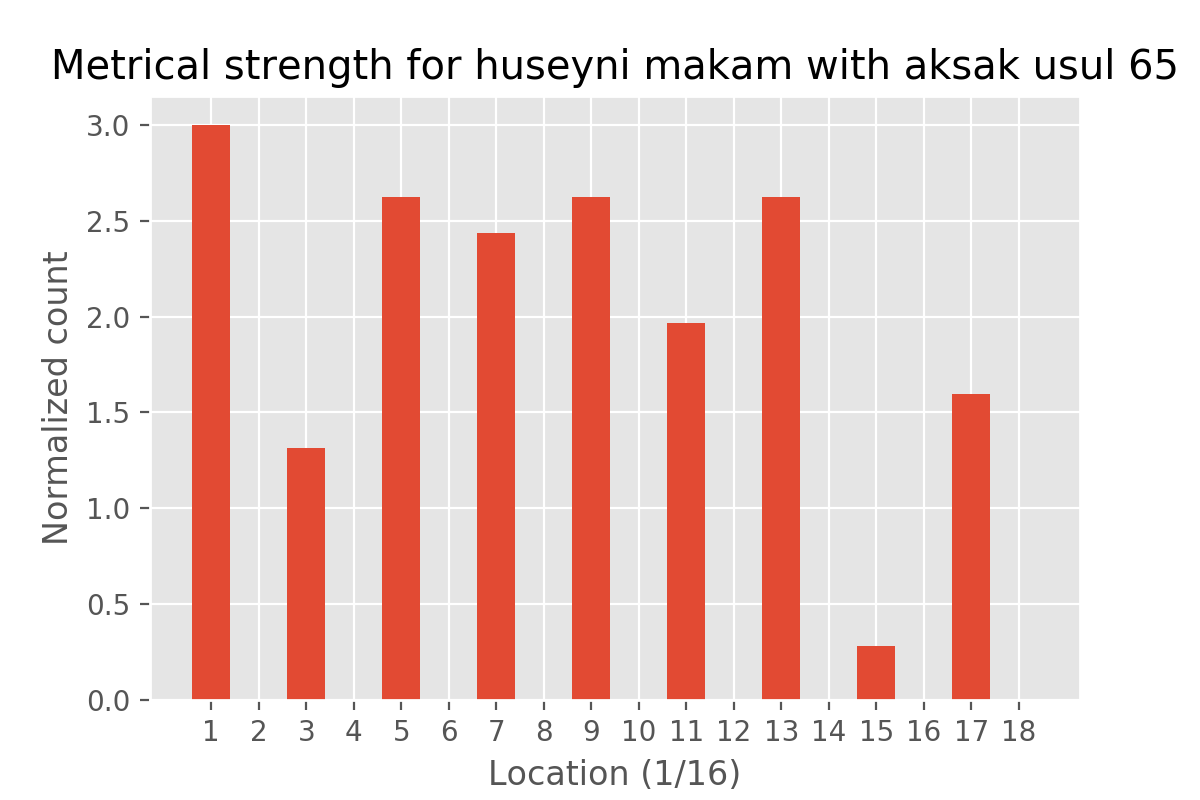 Metrical strength for huseyni makam with aksak usul 65
3.0
2.5
2.0
1.5
1.0
0.5
0.0
Normalized count
1 2 3 4 5 6 7 8 9 10 11 12 13 14 15 16 17 18
Location (1/16)